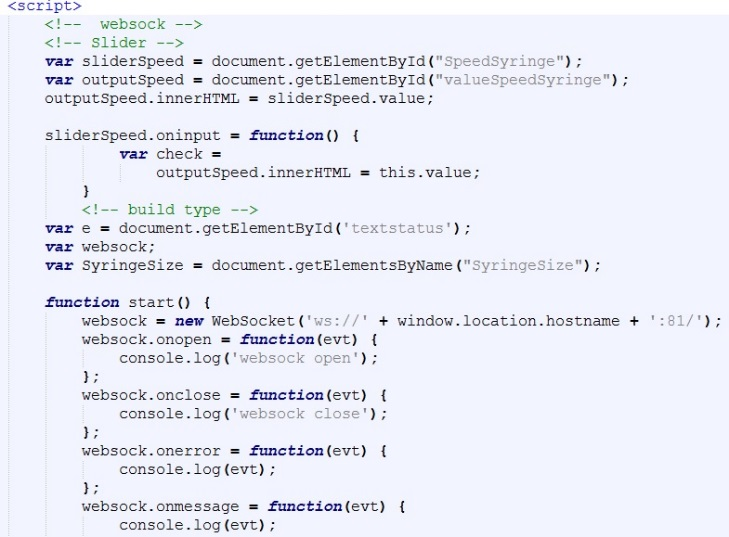 <script>
    <!--  websock -->
    <!-- Slider -->
    var sliderSpeed = document.getElementById("SpeedSyringe");
    var outputSpeed = document.getElementById("valueSpeedSyringe");
    outputSpeed.innerHTML = sliderSpeed.value;

    sliderSpeed.oninput = function() {
            var check =
                outputSpeed.innerHTML = this.value;
        }
        <!-- build type -->
    var e = document.getElementById('textstatus');
    var websock;
    var SyringeSize = document.getElementsByName("SyringeSize");

    function start() {
        websock = new WebSocket('ws://' + window.location.hostname + ':81/');
        websock.onopen = function(evt) {
            console.log('websock open');
        };
        websock.onclose = function(evt) {
            console.log('websock close');
        };
        websock.onerror = function(evt) {
            console.log(evt);
        };
        websock.onmessage = function(evt) {
            console.log(evt);